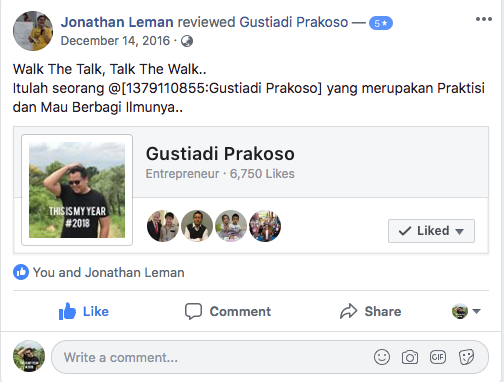 Jonathan Leman reviewed Gustiadi Prakoso — 5★
December 14, 2016 ·
Walk The Talk, Talk The Walk..
Itulah seorang @[1379110855:Gustiadi Prakoso] yang merupakan Praktisi
dan Mau Berbagi Ilmunya..
THIS IS MY YEAR
#2018
Gustiadi Prakoso
Entrepreneur · 6,750 Likes
Liked
You and Jonathan Leman
Like Comment Share
Write a comment...
GIF